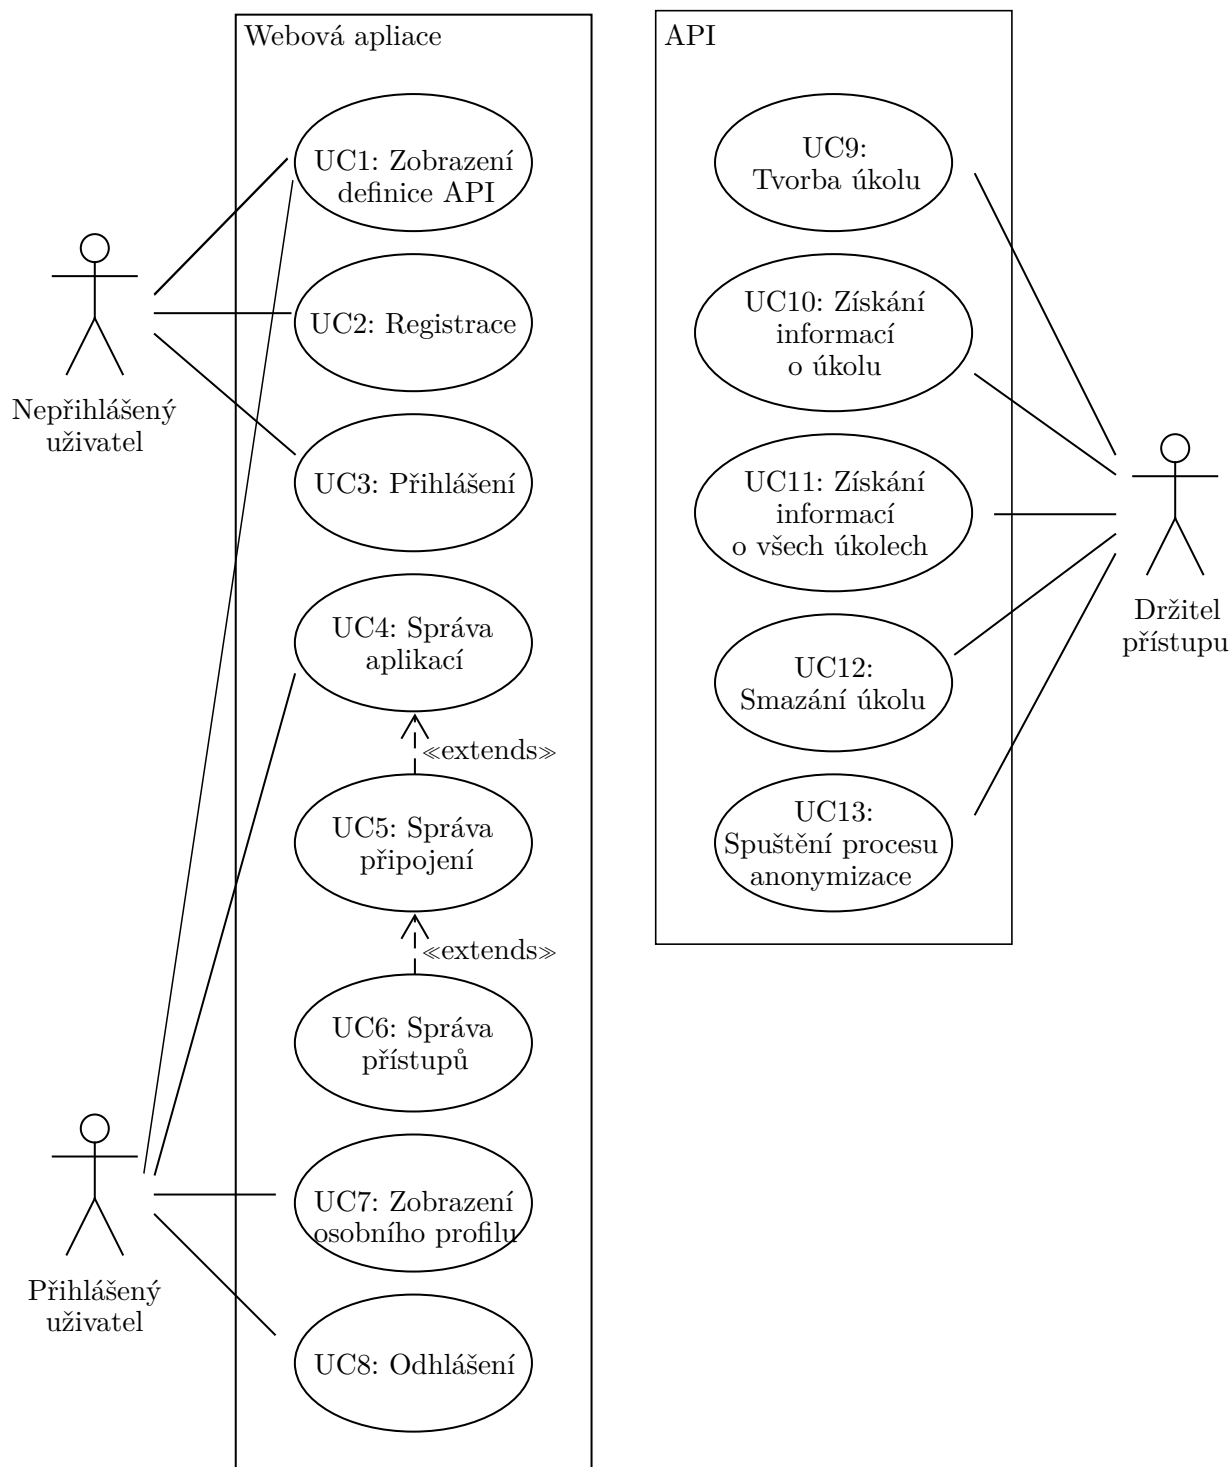 Webová apliace
UC1: Zobrazení
definice API
UC2: Registrace
Nepřihlášený
uživatel
UC3: Přihlášení
UC4: Správa
aplikací
≪extends≫
UC5: Správa
připojení
≪extends≫
UC6: Správa
přístupů
UC7: Zobrazení
osobního profilu
Přihlášený
uživatel
UC8: Odhlášení
API
UC9:
Tvorba úkolu
UC10: Získání
informací
o úkolu
UC11: Získání
informací
o všech úkolech
Držitel
přístupu
UC12:
Smazání úkolu
UC13:
Spuštění procesu
anonymizace